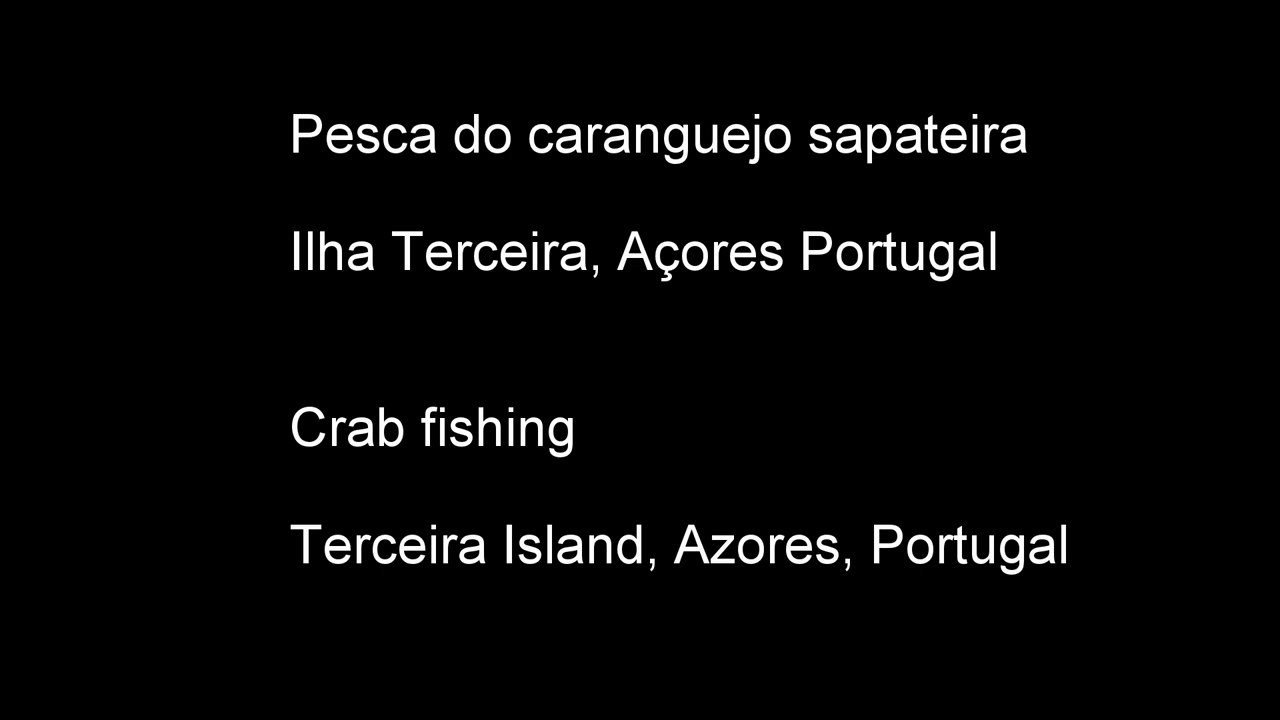 Pesca do caranguejo sapateira
Ilha Terceira, Açores Portugal
Crab fishing
Terceira Island, Azores, Portugal